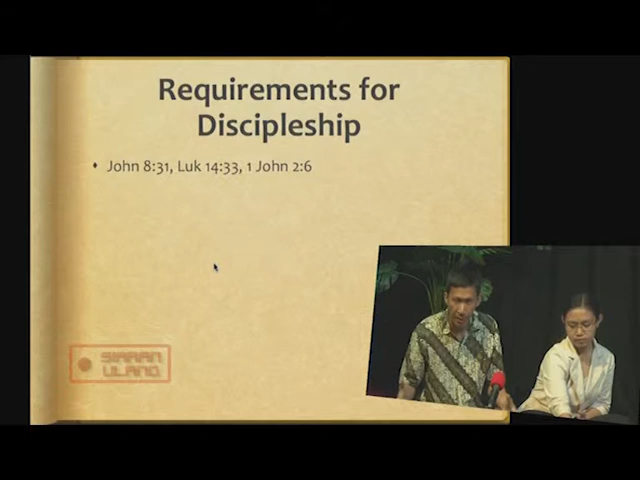 Requirements for
Discipleship
• John 8:31, Luk 14:33, 1 John 2:6
SIARAN
ULANG